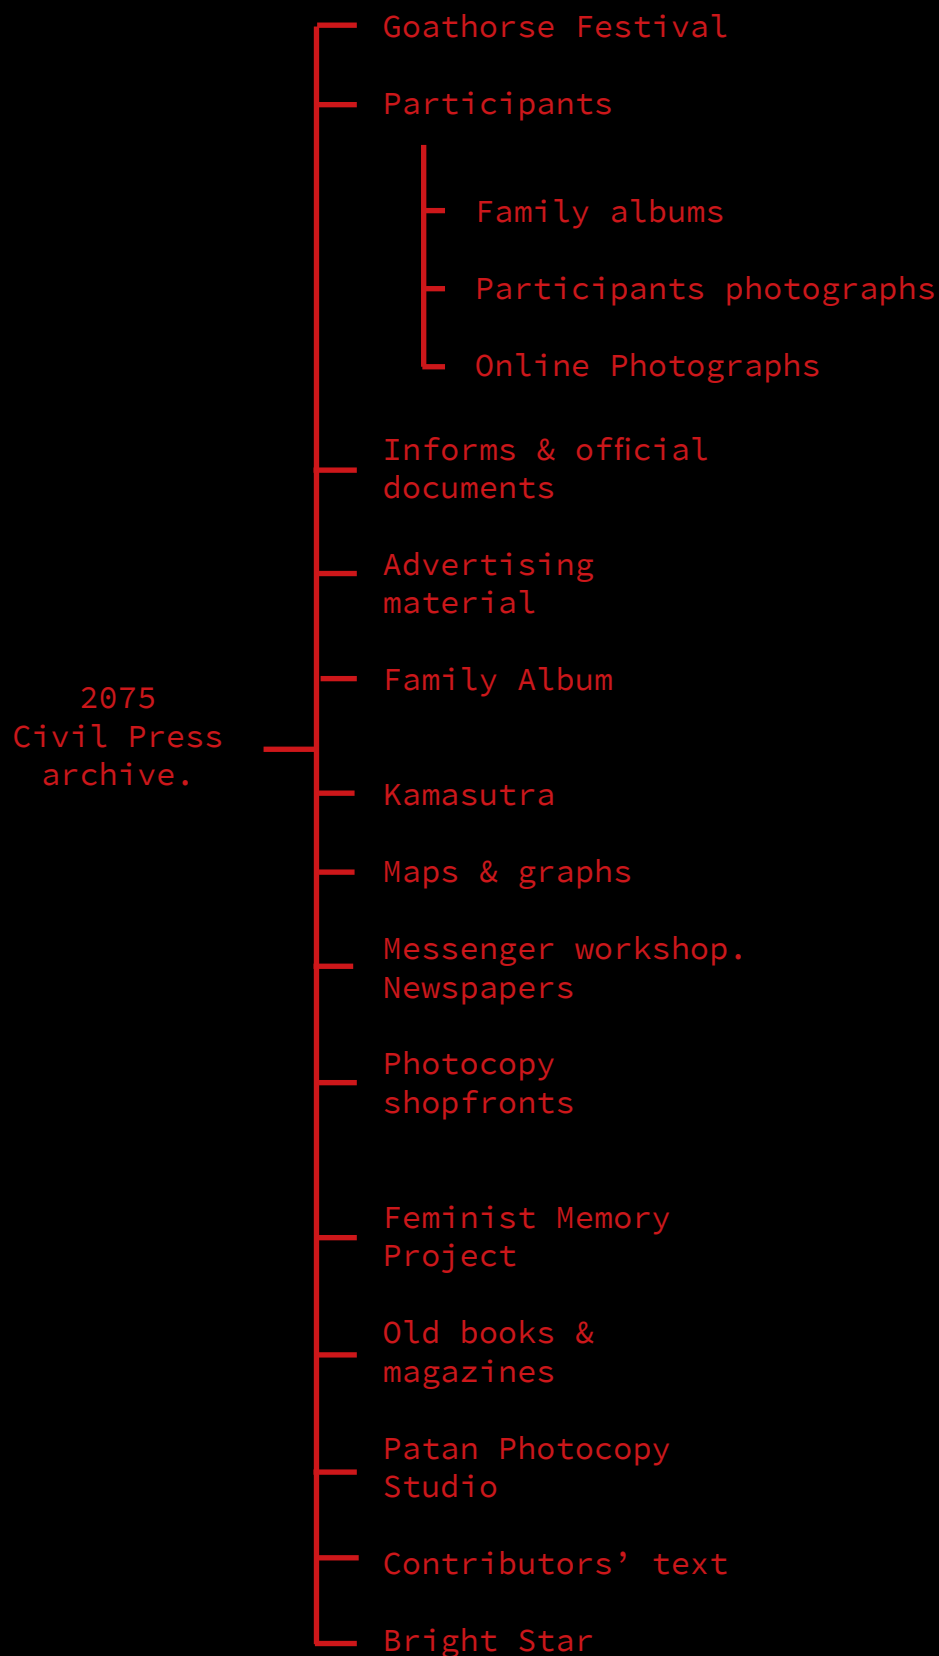 Goathorse Festival
Participants
Family albums
Participants photographs
Online Photographs
Informs & official
documents
Advertising
material
Family Album
2075
Civil Press
archive.
Kamasutra
Maps & graphs
Messenger workshop.
Newspapers
Photocopy
shopfronts
Feminist Memory
Project
Old books &
magazines
Patan Photocopy
Studio
Contributors’ text
Bright Star